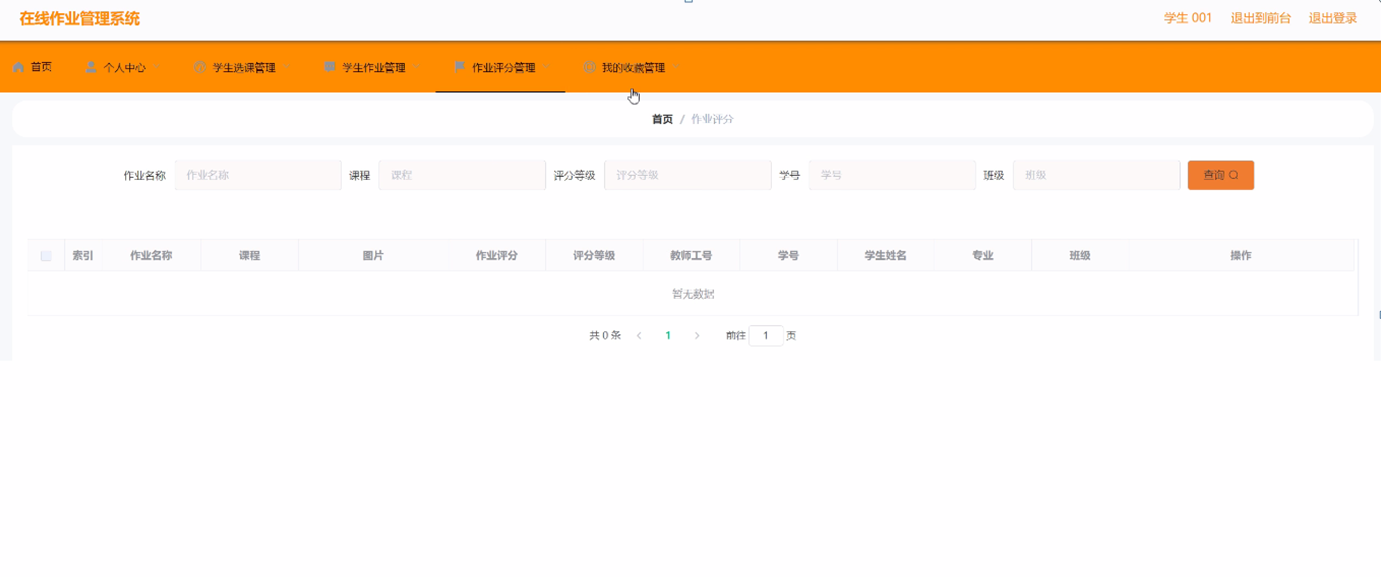 在线作业管理系统 学生 001 退出到前台 退出登录
首页 个人中心 学生选课管理 学生作业管理 作业评分管理 我的收藏管理
首页 / 作业评分
作业名称 作业名称 课程 课程 评分等级 评分等级 学号 学号 班级 班级 查询
索引 作业名称 课程 图片 作业评分 评分等级 教师工号 学号 学生姓名 专业 班级 操作
暂无数据
共 0 条 < 1 > 前往 1 页